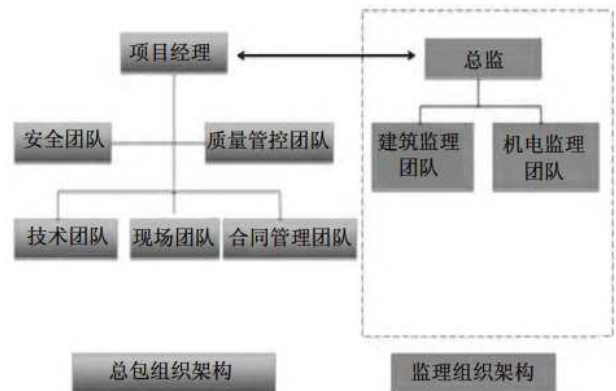 项目经理
总监
安全团队
质量管控团队
建筑监理
团队
机电监理
团队
技术团队
现场团队
合同管理团队
总包组织架构
监理组织架构